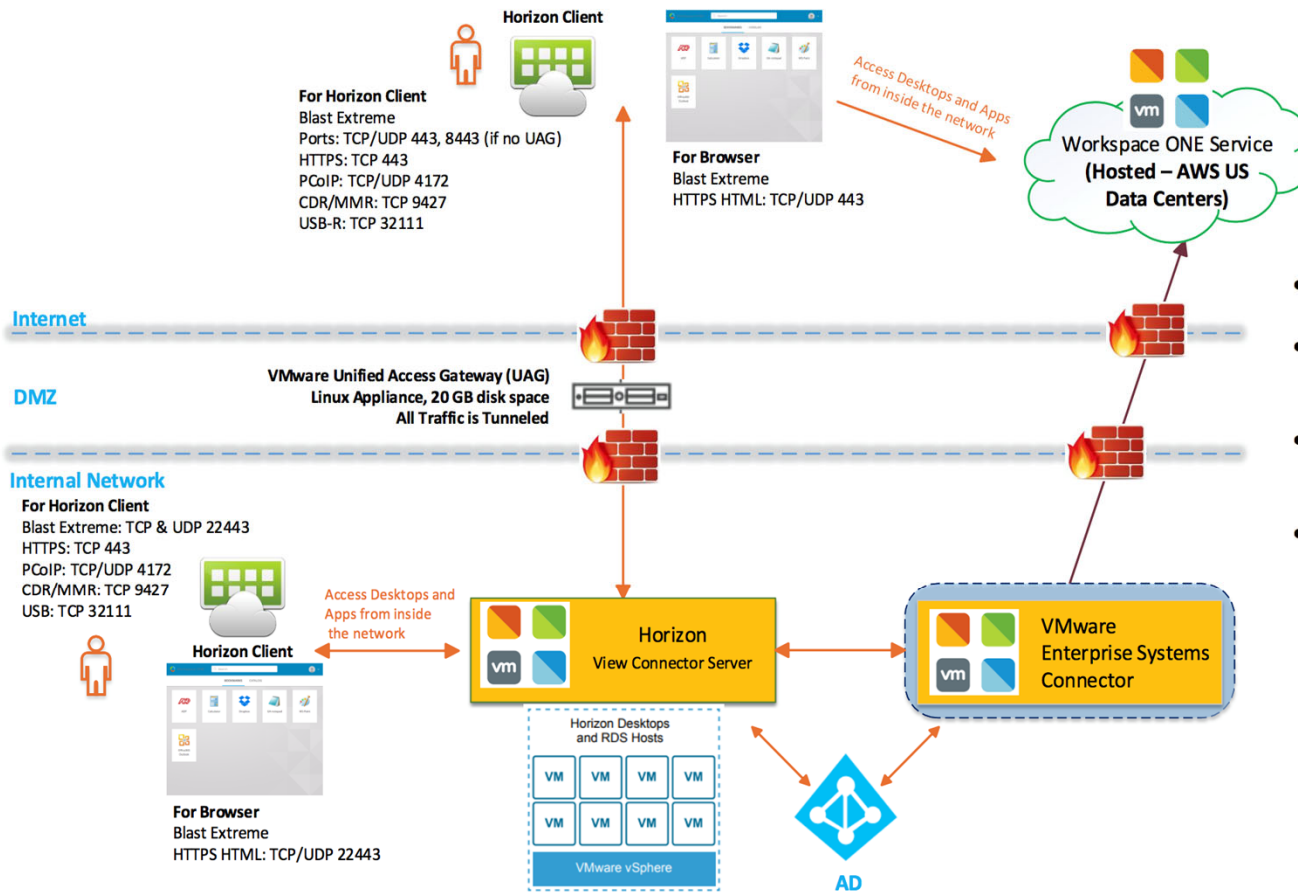 Horizon Client
For Horizon Client
Blast Extreme
Ports: TCP/UDP 443, 8443 (if no UAG)
HTTPS: TCP 443
PCoIP: TCP/UDP 4172
CDR/MMR: TCP 9427
USB-R: TCP 32111
For Browser
Blast Extreme
HTTPS HTML: TCP/UDP 443
Access Desktops and Apps
from inside the network
vm
Workspace ONE Service
(Hosted – AWS US
Data Centers)
Internet
DMZ
VMware Unified Access Gateway (UAG)
Linux Appliance, 20 GB disk space
All Traffic is Tunneled
Internal Network
For Horizon Client
Blast Extreme: TCP & UDP 22443
HTTPS: TCP 443
PCoIP: TCP/UDP 4172
CDR/MMR: TCP 9427
USB: TCP 32111
Horizon Client
Access Desktops and
Apps from inside
the network
For Browser
Blast Extreme
HTTPS HTML: TCP/UDP 22443
vm
Horizon
View Connector Server
vm
VMware
Enterprise Systems
Connector
Horizon Desktops
and RDS Hosts
VM VM VM VM
VM VM VM VM
VMware vSphere
AD